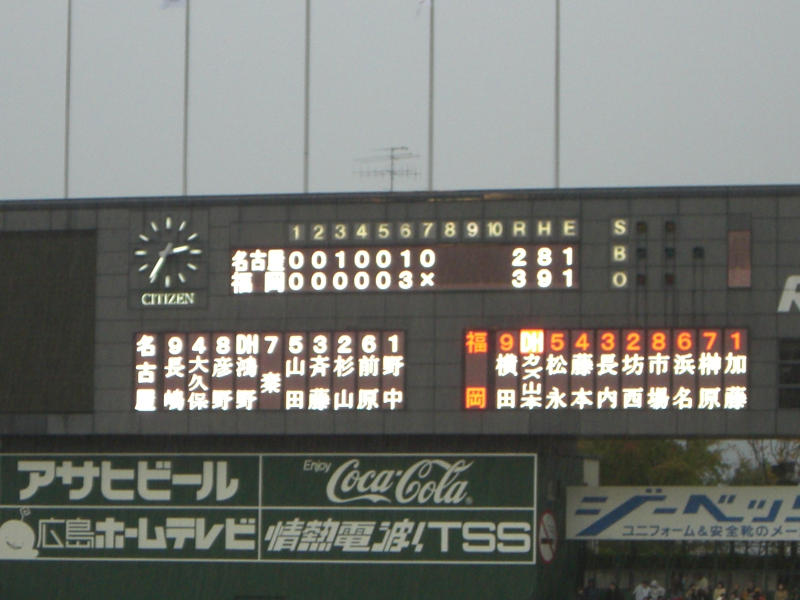 1 2 3 4 5 6 7 8 9 10 R H E
名古屋 0 0 1 0 0 1 0 2 8 1
福岡 0 0 0 0 0 3 × 3 9 1
S
B
O
CITIZEN
名古屋
9 長嶋
4 大久保
8 彦野
DH 鴻野
7 秦
5 山田
3 斉藤
2 杉山
6 前原
1 野中
福岡
9 横田
DH
5 松永
4 藤本
3 長内
2 坊西
8 市場
6 浜名
7 榊原
1 加藤
R
アサヒビール
Enjoy Coca-Cola
広島ホームテレビ
情熱電波!TSS
ジーベック
ユニフォーム&安全靴のメー